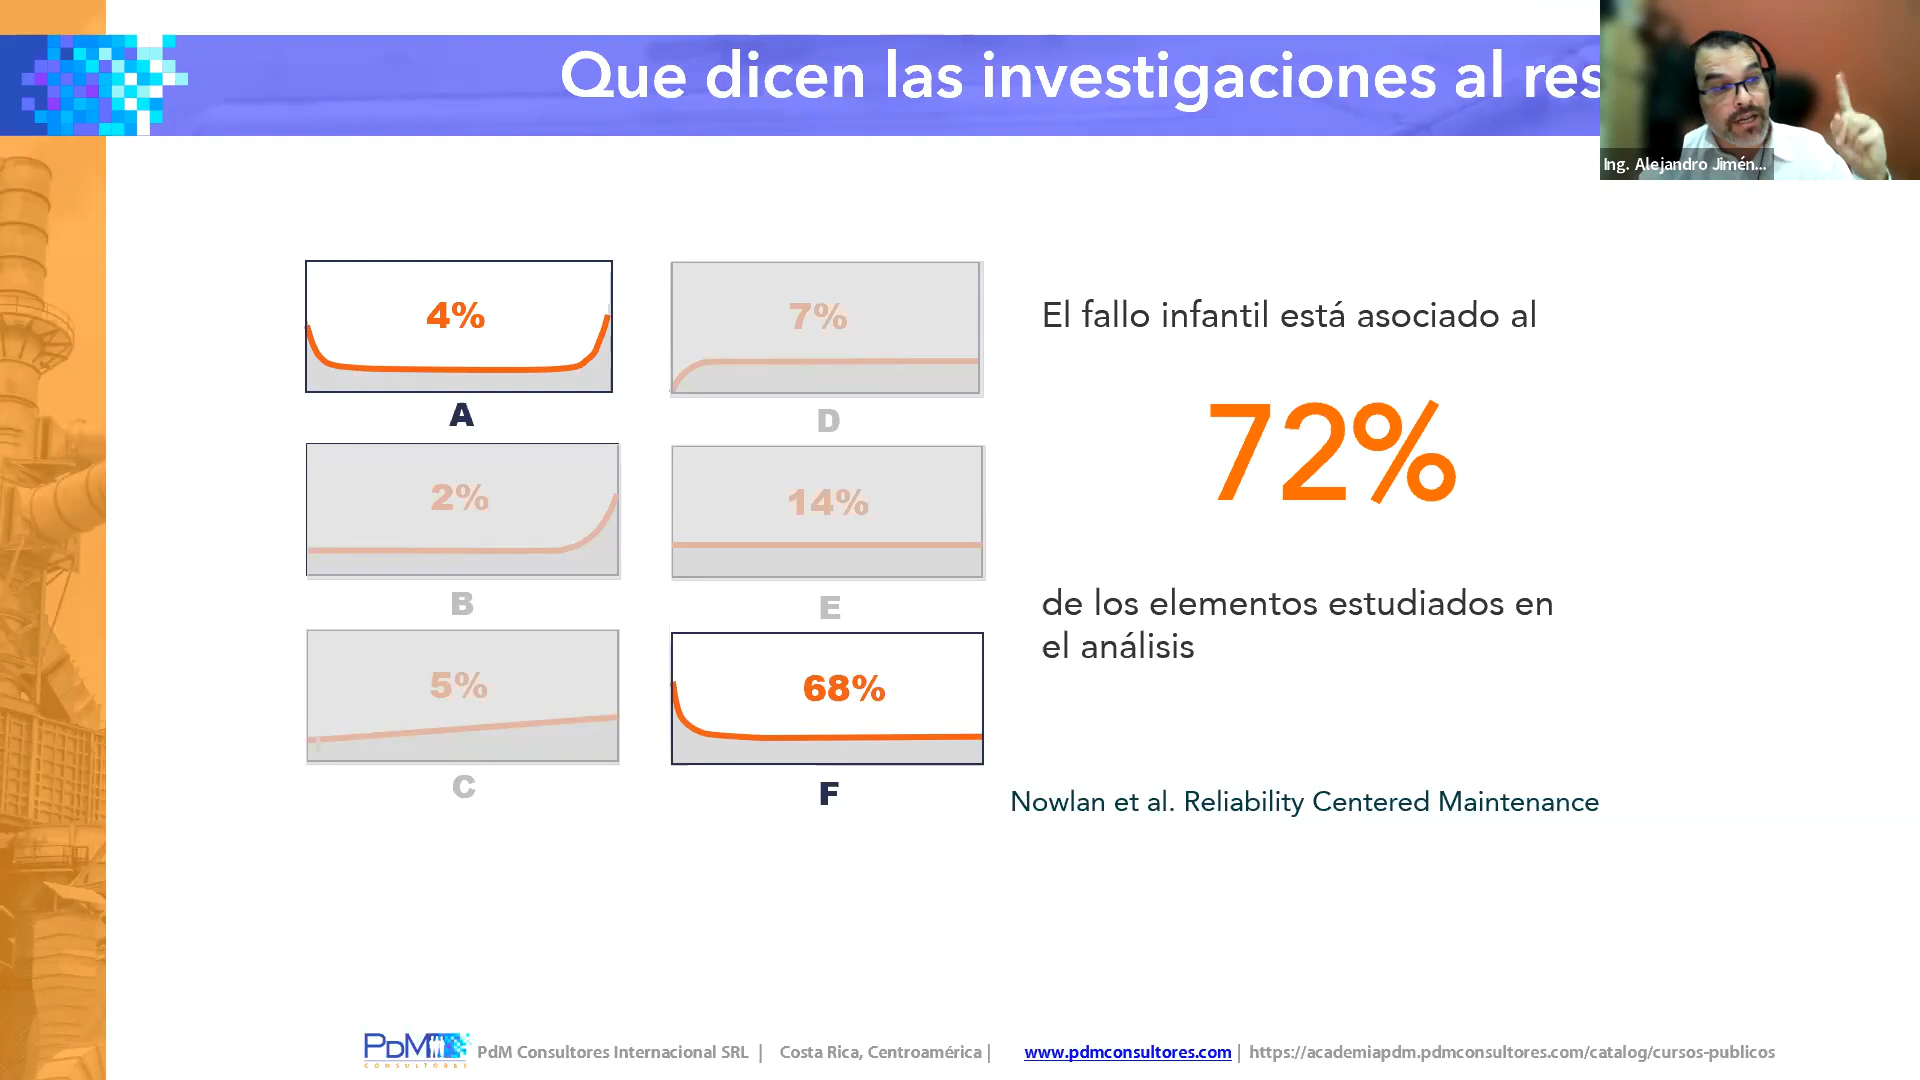 Que dicen las investigaciones al res
Ing. Alejandro Jimén...
4%
A
7%
D
2%
B
14%
E
5%
C
68%
F
El fallo infantil está asociado al
72%
de los elementos estudiados en
el análisis
Nowlan et al. Reliability Centered Maintenance
PDM
CONSULTORES
PdM Consultores Internacional SRL | Costa Rica, Centroamérica | www.pdmconsultores.com | https://academiapdm.pdmconsultores.com/catalog/cursos-publicos